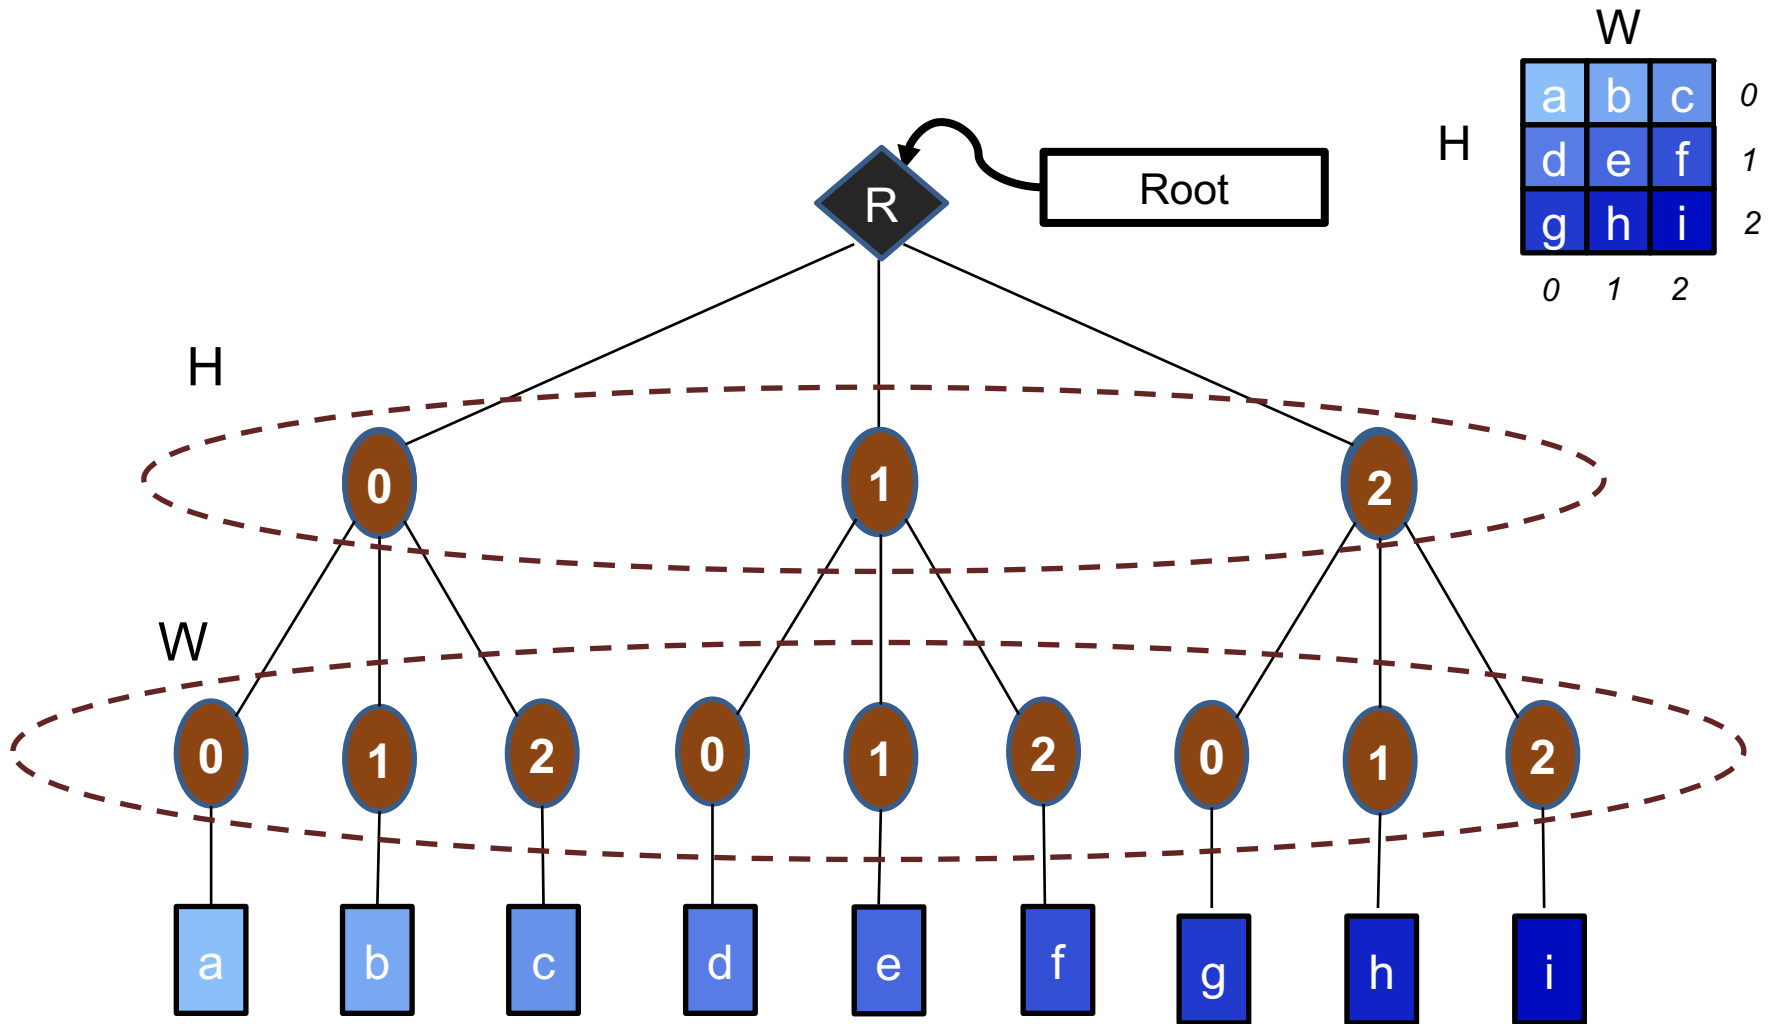 W
a b c 0
H d e f 1
g h i 2
0 1 2
R
Root
H
0 1 2
W
0 1 2 0 1 2 0 1 2
a b c d e f g h i